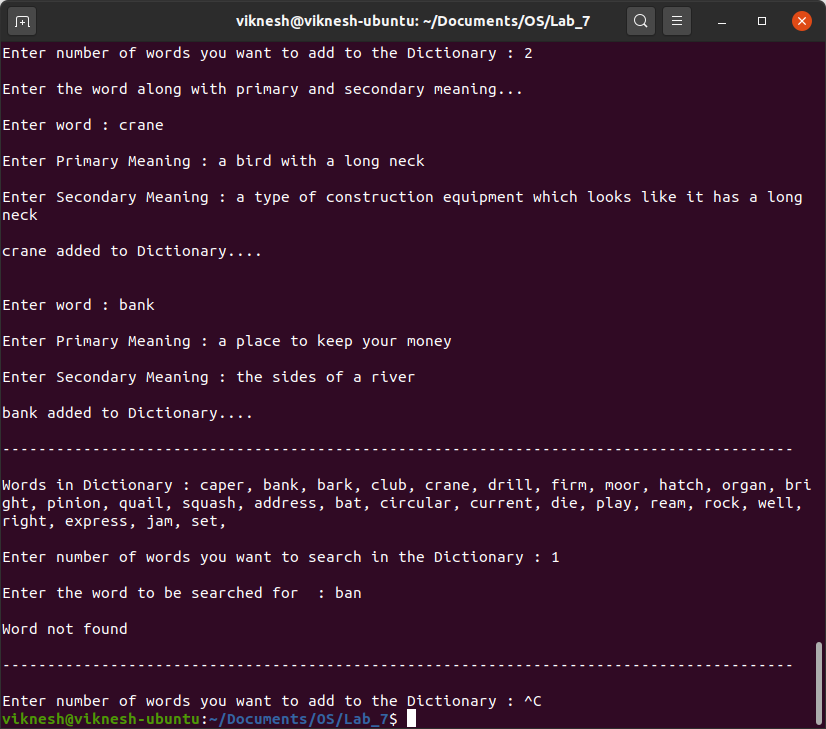 viknesh@viknesh-ubuntu: ~/Documents/OS/Lab_7
Enter number of words you want to add to the Dictionary : 2
Enter the word along with primary and secondary meaning...
Enter word : crane
Enter Primary Meaning : a bird with a long neck
Enter Secondary Meaning : a type of construction equipment which looks like it has a long
neck
crane added to Dictionary....
Enter word : bank
Enter Primary Meaning : a place to keep your money
Enter Secondary Meaning : the sides of a river
bank added to Dictionary....
----------------------------------------------------------------------------------------
Words in Dictionary : caper, bank, bark, club, crane, drill, firm, moor, hatch, organ, bri
ght, pinion, quail, squash, address, bat, circular, current, die, play, ream, rock, well,
right, express, jam, set,
Enter number of words you want to search in the Dictionary : 1
Enter the word to be searched for  : ban
Word not found
----------------------------------------------------------------------------------------
Enter number of words you want to add to the Dictionary : ^C
viknesh@viknesh-ubuntu:~/Documents/OS/Lab_7$